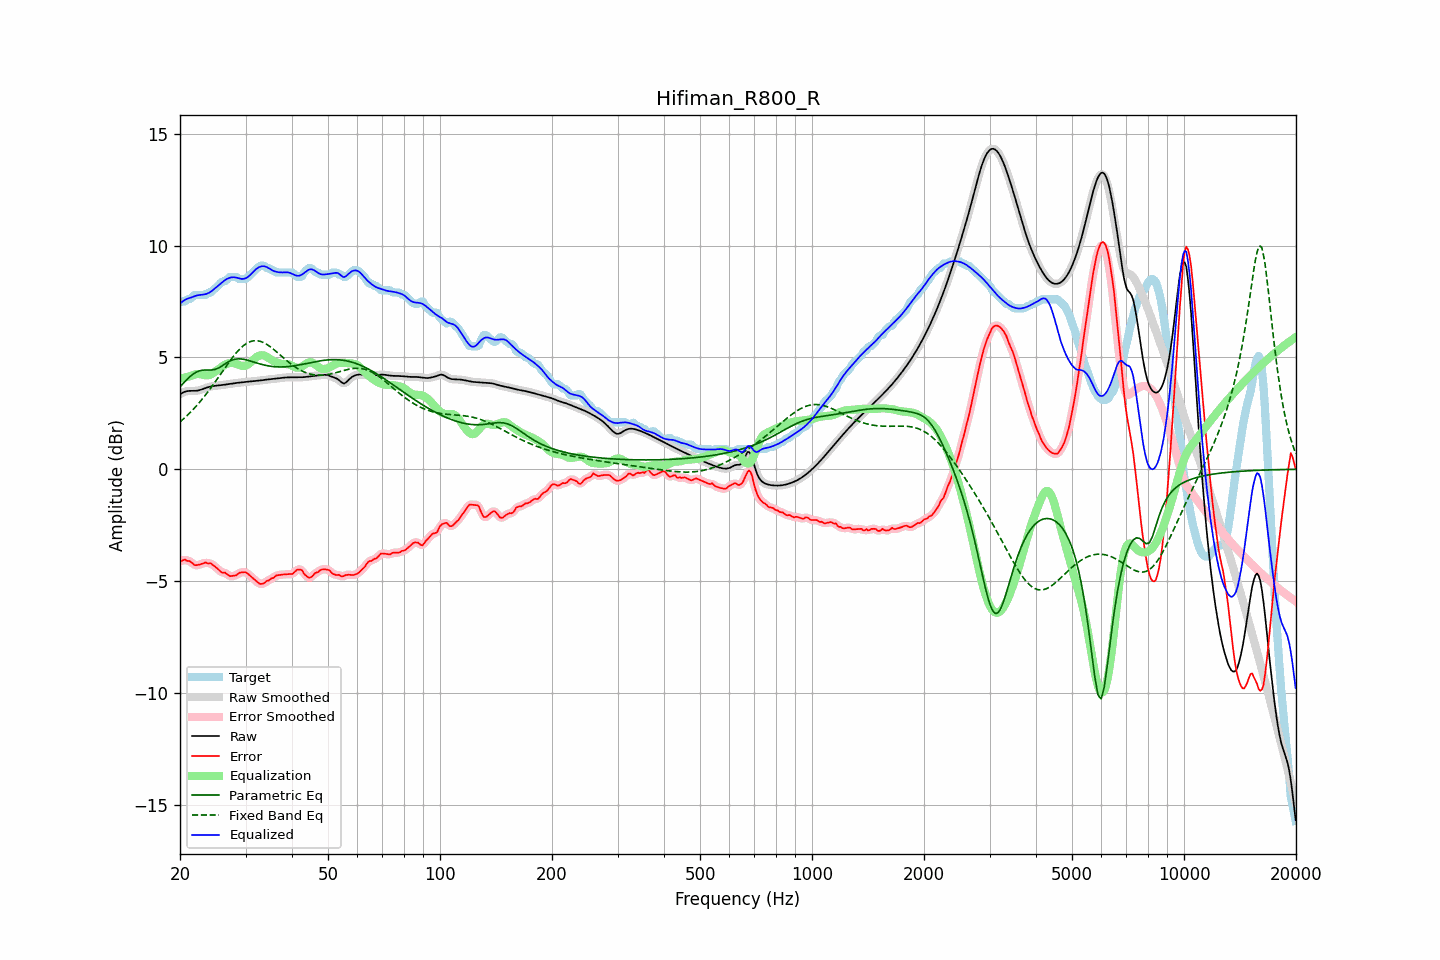 Hifiman_R800_R
15
10
5
0
−5
−10
−15
Amplitude (dBr)
Target
Raw Smoothed
Error Smoothed
Raw
Error
Equalization
Parametric Eq
Fixed Band Eq
Equalized
20 50 100 200 500 1000 2000 5000 10000 20000
Frequency (Hz)